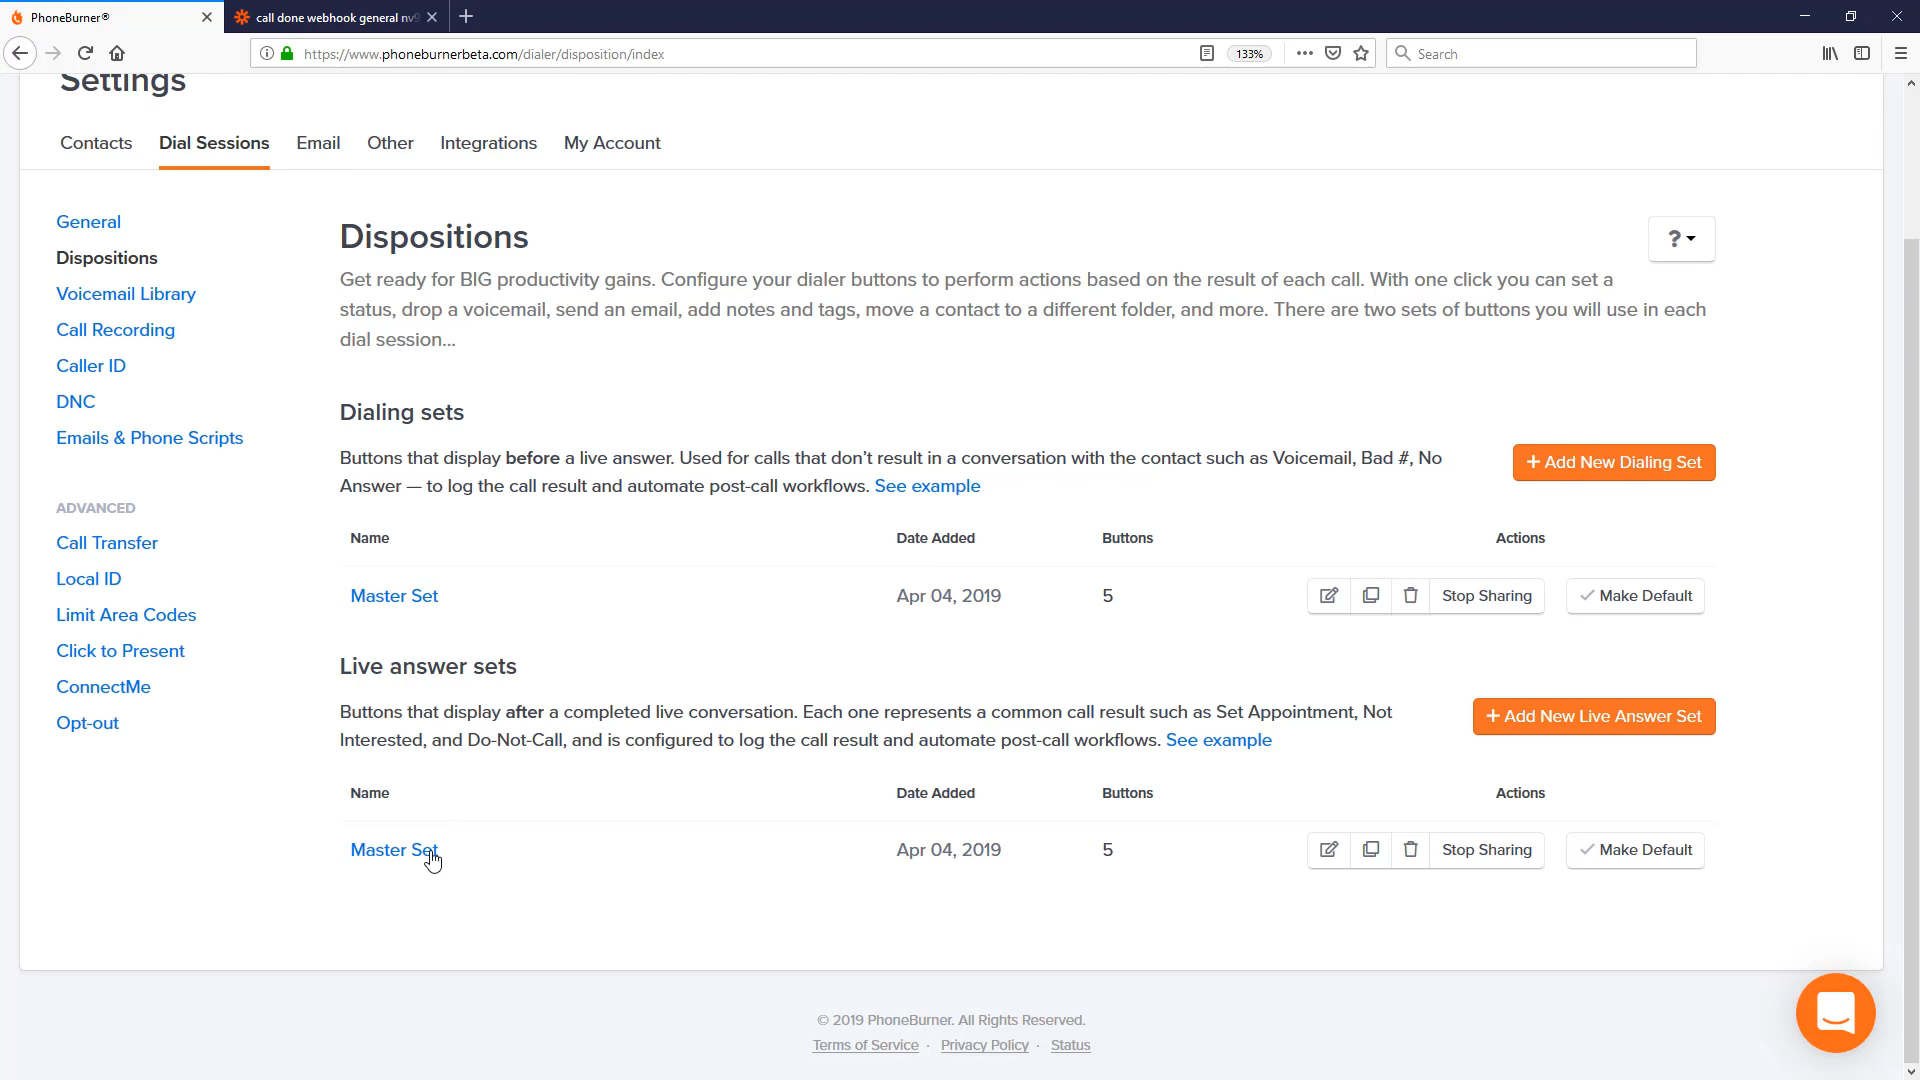 PhoneBurner®
call done webhook general nv9
https://www.phoneburnerbeta.com/dialer/disposition/index
133%
Search
Settings
Contacts
Dial Sessions
Email
Other
Integrations
My Account
General
Dispositions
Voicemail Library
Call Recording
Caller ID
DNC
Emails & Phone Scripts
ADVANCED
Call Transfer
Local ID
Limit Area Codes
Click to Present
ConnectMe
Opt-out
Dispositions
?
Get ready for BIG productivity gains. Configure your dialer buttons to perform actions based on the result of each call. With one click you can set a
status, drop a voicemail, send an email, add notes and tags, move a contact to a different folder, and more. There are two sets of buttons you will use in each
dial session...
Dialing sets
Buttons that display before a live answer. Used for calls that don't result in a conversation with the contact such as Voicemail, Bad #, No
Answer — to log the call result and automate post-call workflows. See example
+ Add New Dialing Set
Name Date Added Buttons Actions
Master Set Apr 04, 2019 5 Stop Sharing Make Default
Live answer sets
Buttons that display after a completed live conversation. Each one represents a common call result such as Set Appointment, Not
Interested, and Do-Not-Call, and is configured to log the call result and automate post-call workflows. See example
+ Add New Live Answer Set
Name Date Added Buttons Actions
Master Set Apr 04, 2019 5 Stop Sharing Make Default
© 2019 PhoneBurner. All Rights Reserved.
Terms of Service · Privacy Policy · Status